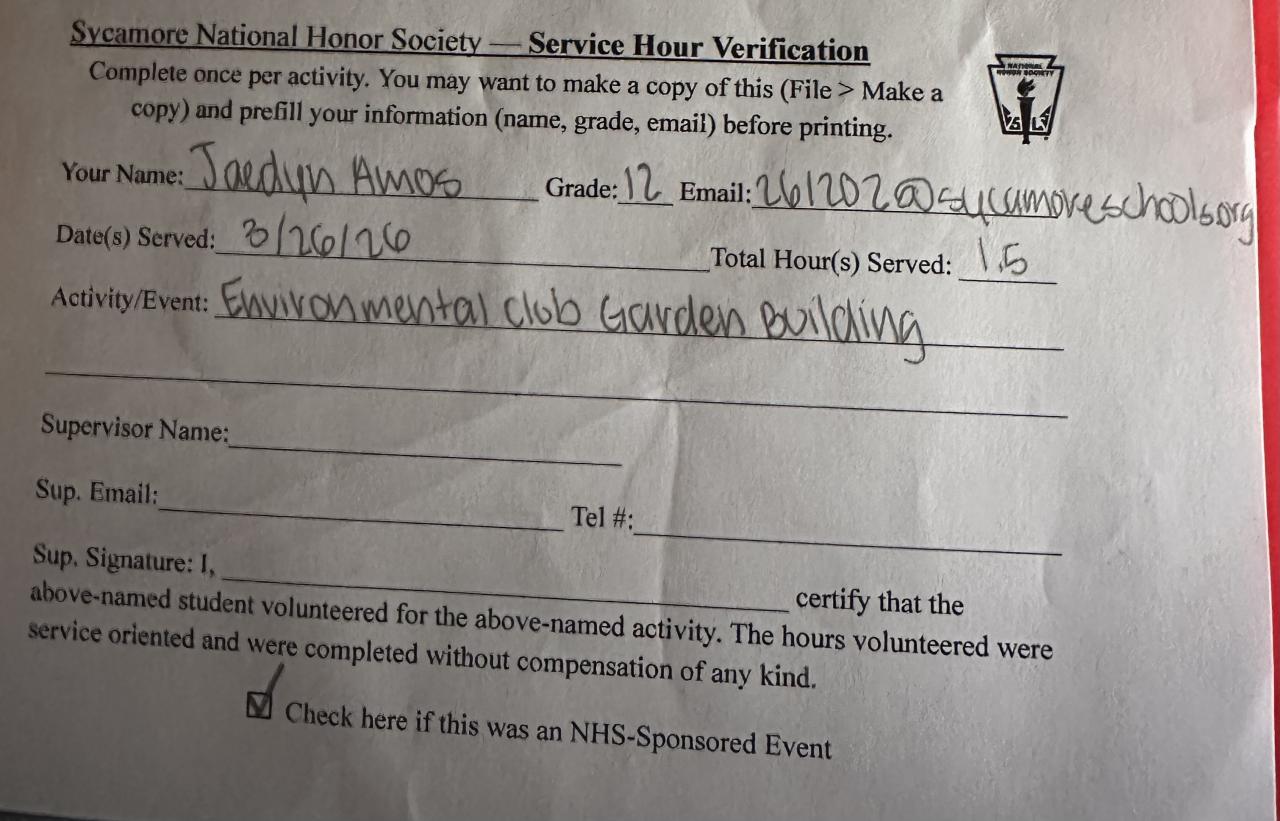 Sycamore National Honor Society — Service Hour Verification
NATIONAL
HONOR SOCIETY
Complete once per activity. You may want to make a copy of this (File > Make a
copy) and prefill your information (name, grade, email) before printing.
Your Name: Jaedyn Amos Grade: 12 Email: 261202@sycamoreschools.org
Date(s) Served: 3/26/26 Total Hour(s) Served: 1.5
Activity/Event: Environmental club Garden Building
Supervisor Name:
Sup. Email: Tel #:
Sup. Signature: I, certify that the
above-named student volunteered for the above-named activity. The hours volunteered were
service oriented and were completed without compensation of any kind.
Check here if this was an NHS-Sponsored Event